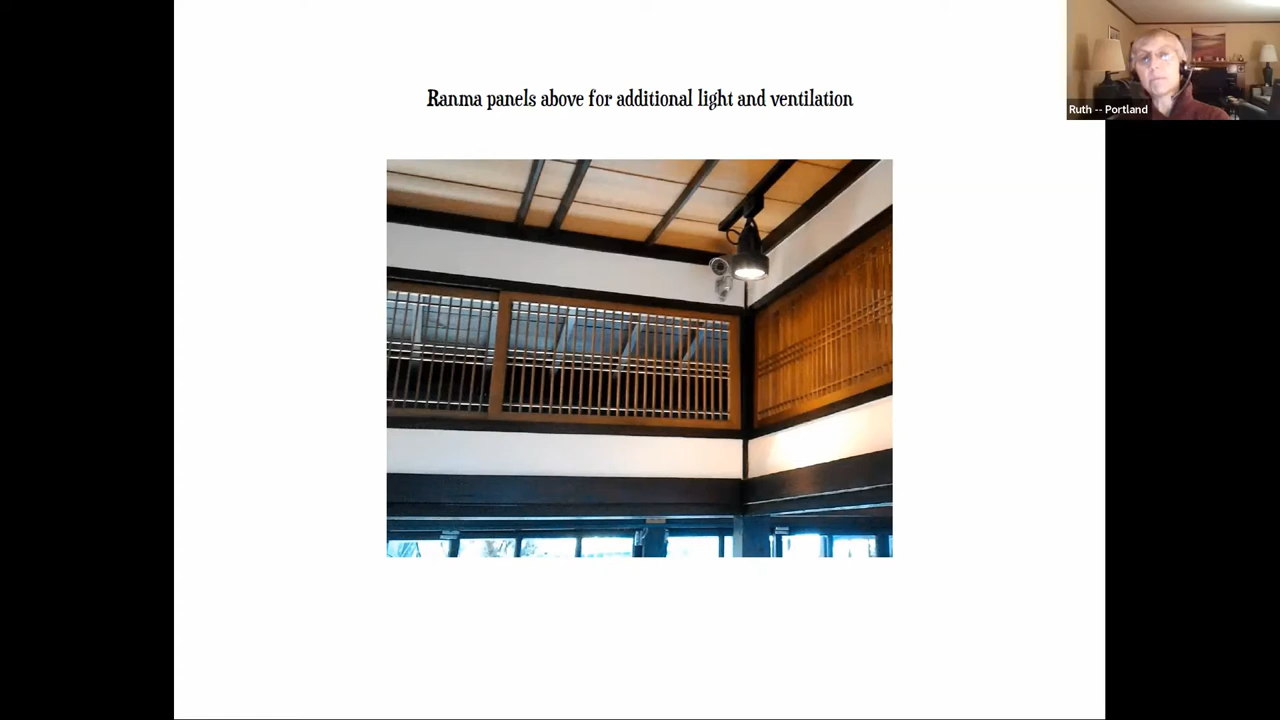 Ranma panels above for additional light and ventilation
Ruth -- Portland